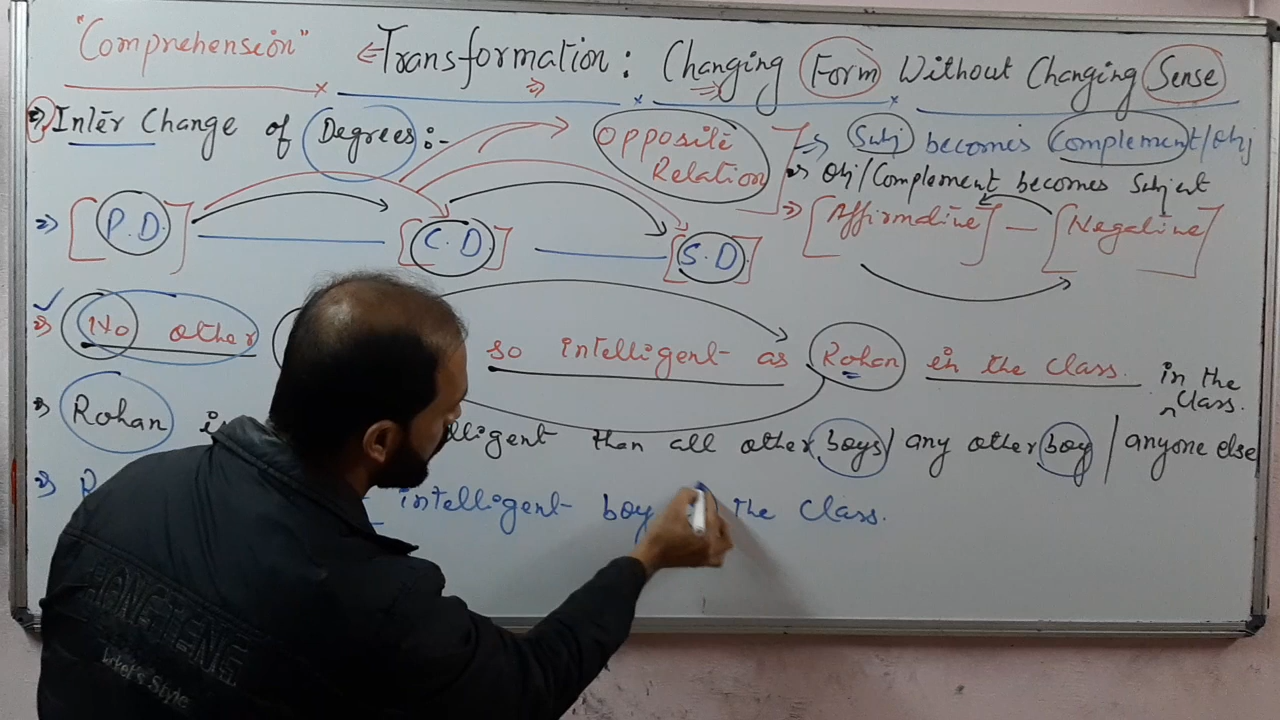 "Comprehension" Transformation: Changing Form Without Changing Sense
Inter Change of Degrees:-
Opposite Relation
Subj becomes Complement/Obj
Obj/Complement becomes Subject
[P.D.] [C.D.] [S.D.]
[Affirmative] — [Negative]
No other so intelligent as Rohan in the class.
in the class.
Rohan than all other boys/ any other boy / anyone else
intelligent boy the class.
HONGTENG
Style